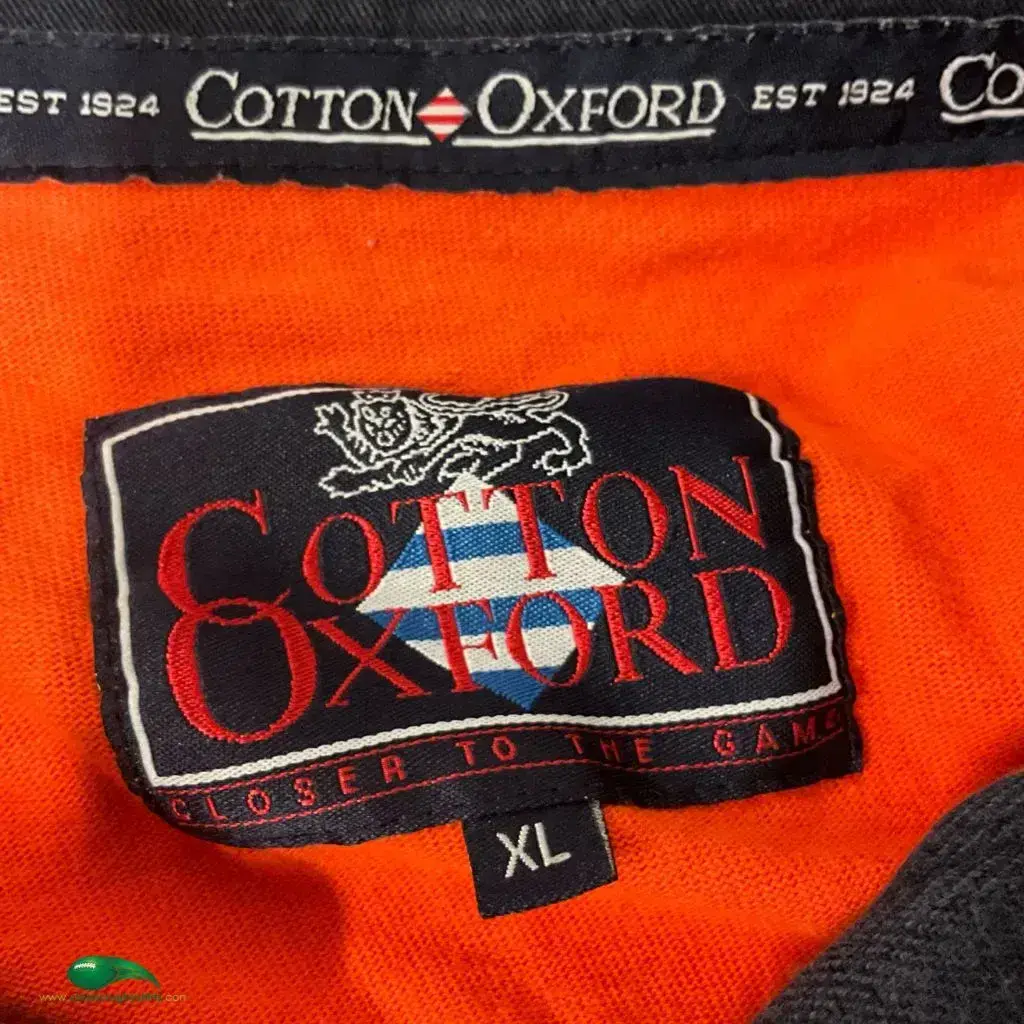 EST 1924 COTTON OXFORD EST 1924 CO
COTTON
OXFORD
CLOSER TO THE GAME
XL